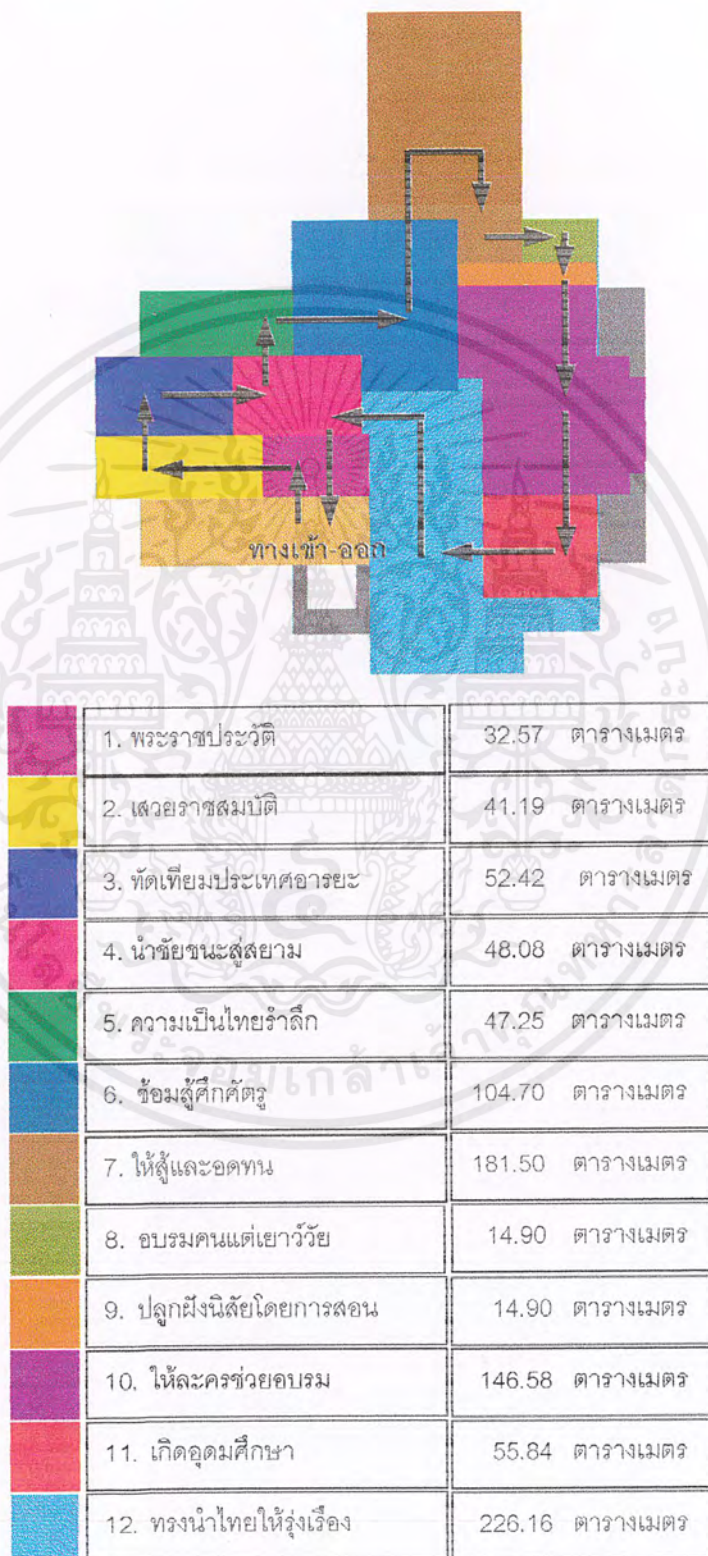 ทางเข้า-ออก
1. พระราชประวัติ 32.57 ตารางเมตร
2. เสวยราชสมบัติ 41.19 ตารางเมตร
3. ทัดเทียมประเทศอารยะ 52.42 ตารางเมตร
4. นำชัยชนะสู่สยาม 48.08 ตารางเมตร
5. ความเป็นไทยรำลึก 47.25 ตารางเมตร
6. ซ้อมสู้ศึกศัตรู 104.70 ตารางเมตร
7. ให้สู้และอดทน 181.50 ตารางเมตร
8. อบรมคนแต่เยาว์วัย 14.90 ตารางเมตร
9. ปลูกฝังนิสัยโดยการสอน 14.90 ตารางเมตร
10. ให้ละครช่วยอบรม 146.58 ตารางเมตร
11. เกิดอุดมศึกษา 55.84 ตารางเมตร
12. ทรงนำไทยให้รุ่งเรือง 226.16 ตารางเมตร